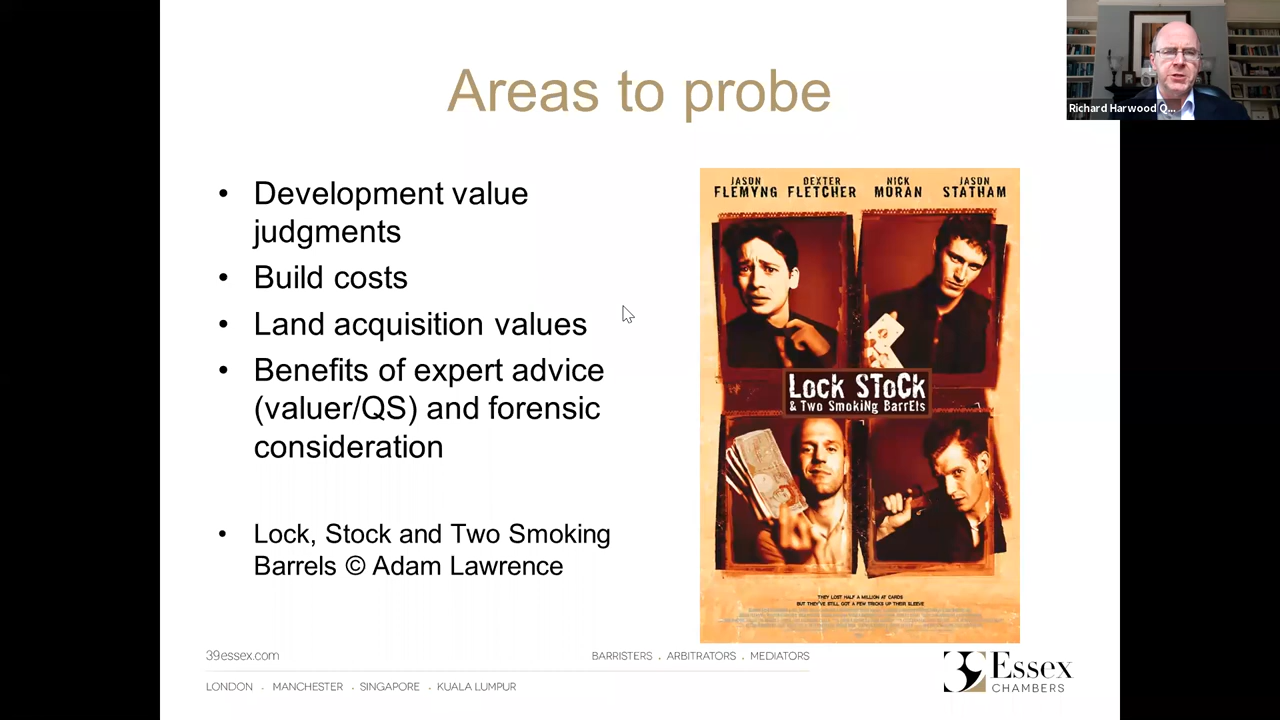 Areas to probe
Richard Harwood Q...
• Development value
judgments
• Build costs
• Land acquisition values
• Benefits of expert advice
(valuer/QS) and forensic
consideration
• Lock, Stock and Two Smoking
Barrels © Adam Lawrence
JASON FLEMYNG DEXTER FLETCHER NICK MORAN JASON STATHAM
LOCK STOCK
& TWO SMOKING BARRELS
THEY LOST HALF A MILLION AT CARDS
BUT THEY'VE STILL GOT A FEW TRICKS UP THEIR SLEEVE
39essex.com
BARRISTERS . ARBITRATORS . MEDIATORS
LONDON . MANCHESTER . SINGAPORE . KUALA LUMPUR
39 Essex
CHAMBERS